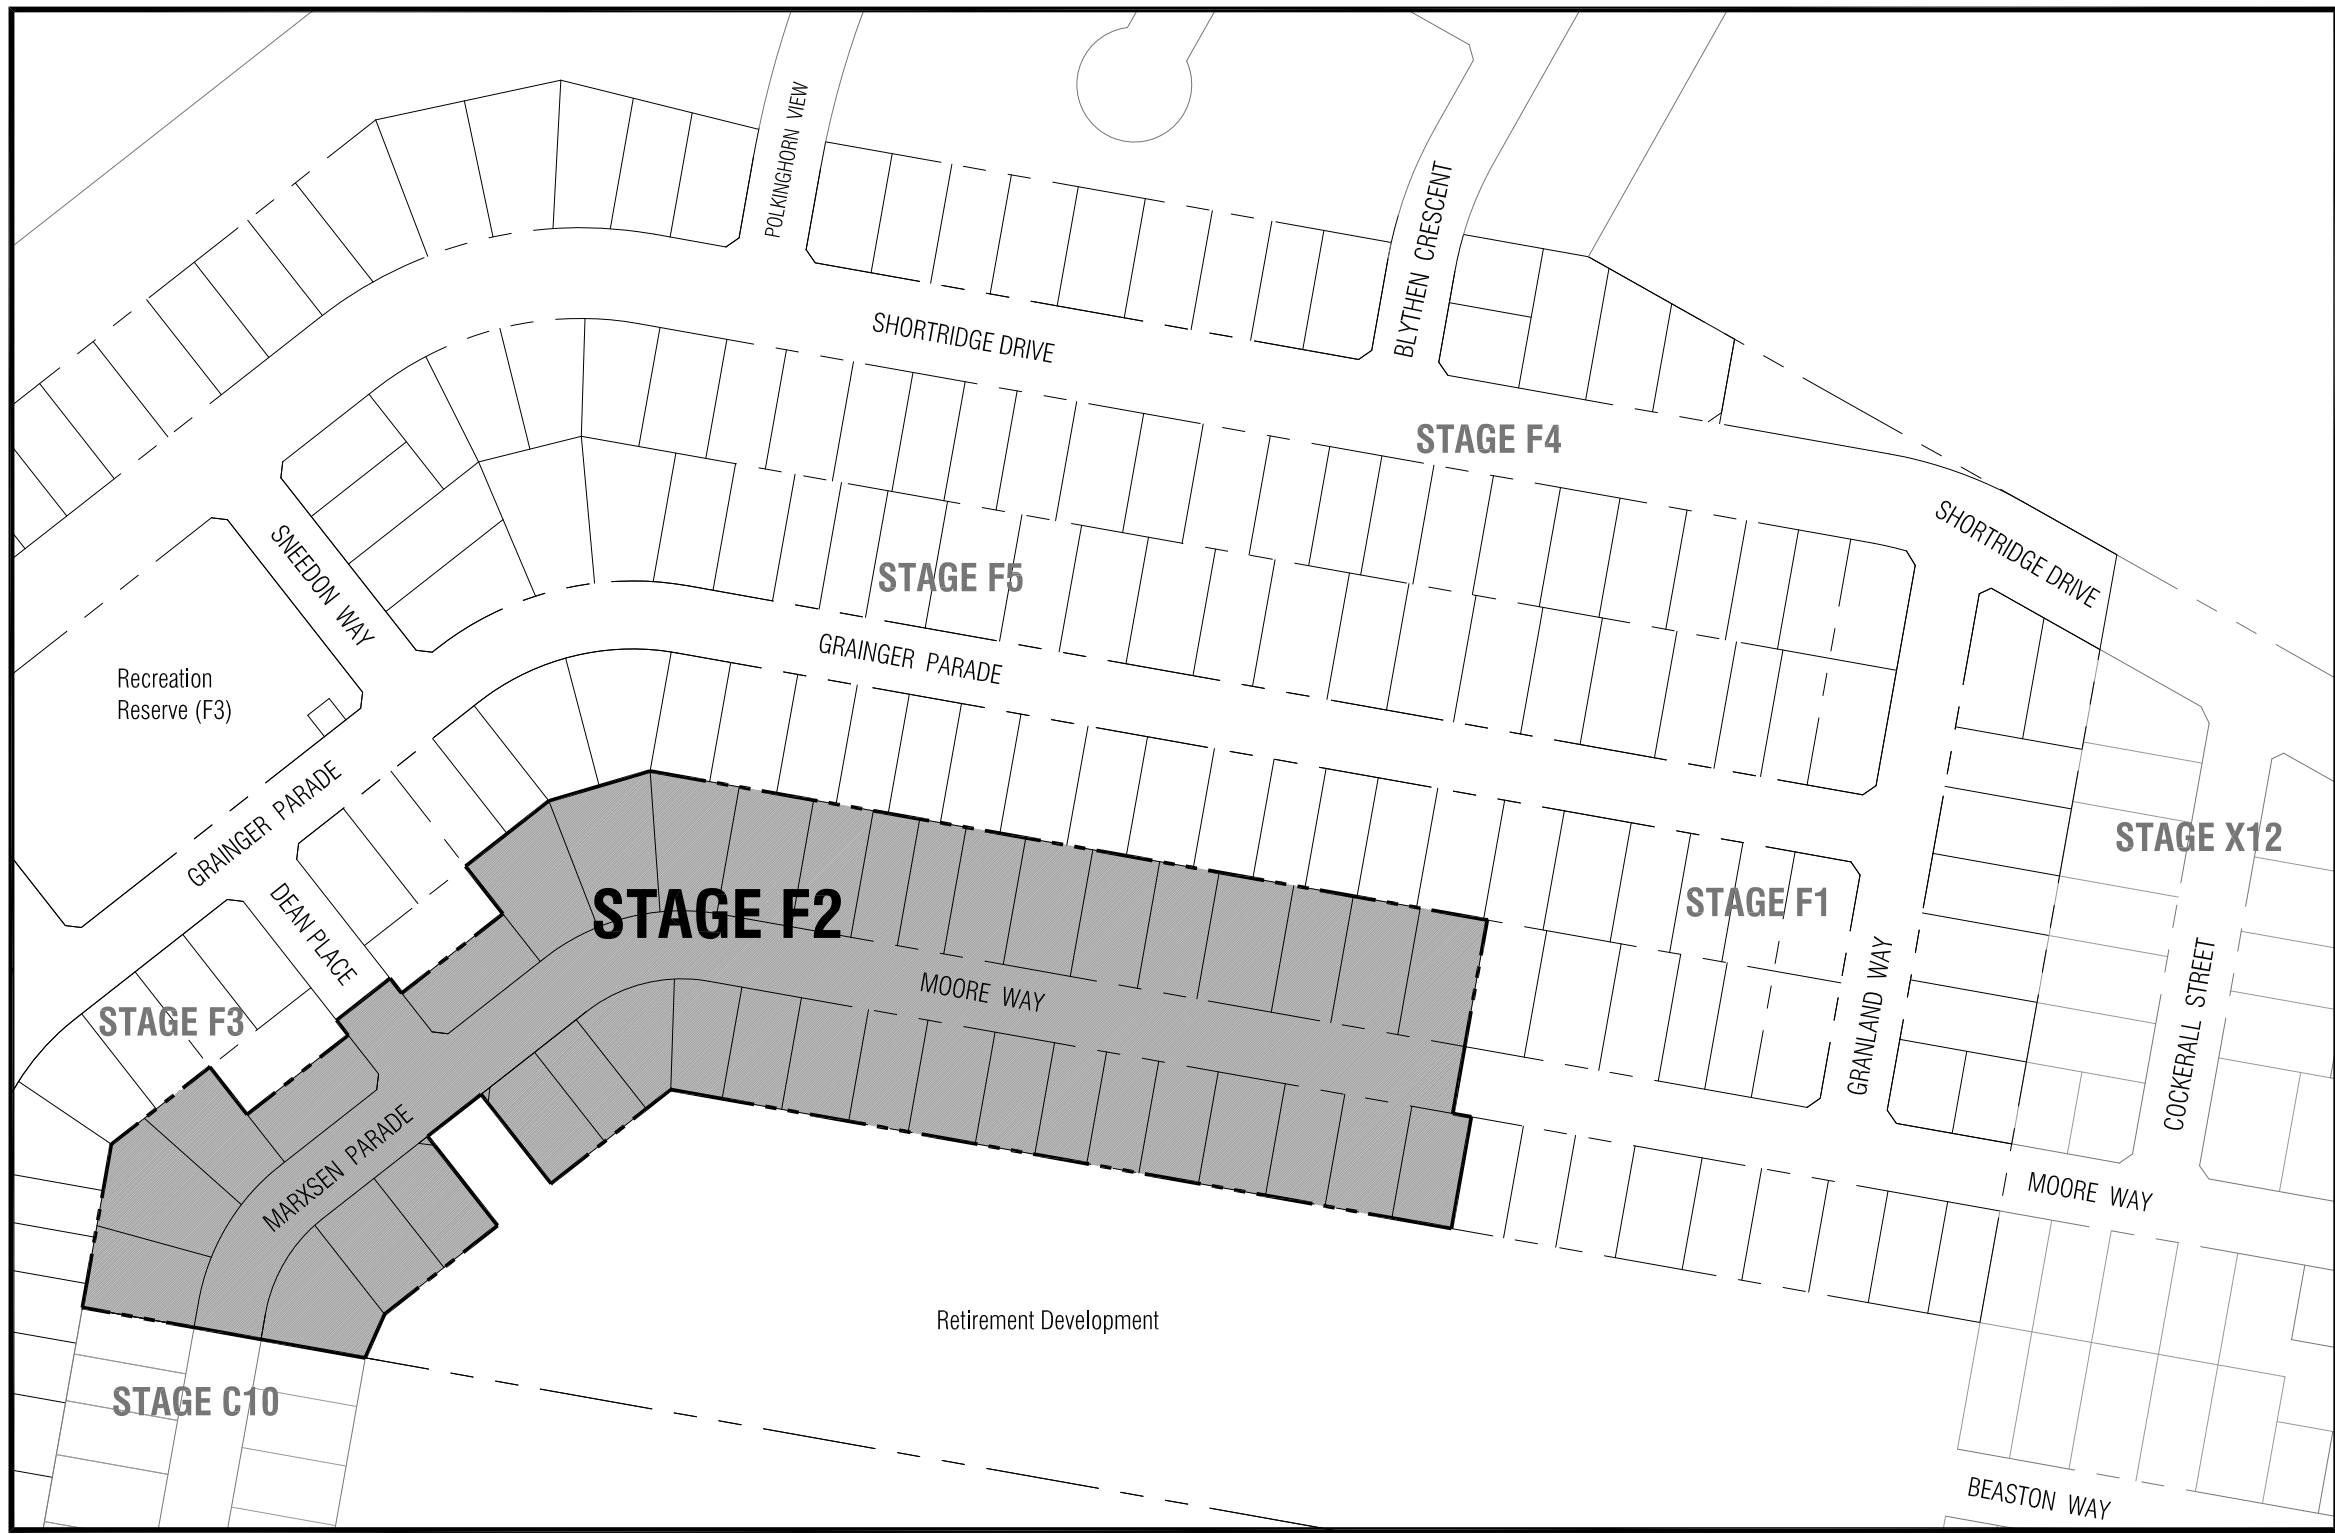 POLKINGHORN VIEW
BLYTHEN CRESCENT
SHORTRIDGE DRIVE
STAGE F4
SHORTRIDGE DRIVE
SNEEDON WAY
STAGE F5
GRAINGER PARADE
Recreation
Reserve (F3)
GRAINGER PARADE
STAGE X12
DEAN PLACE
STAGE F2
STAGE F1
MOORE WAY
GRANLAND WAY
COCKERALL STREET
STAGE F3
MARXSEN PARADE
MOORE WAY
Retirement Development
STAGE C10
BEASTON WAY